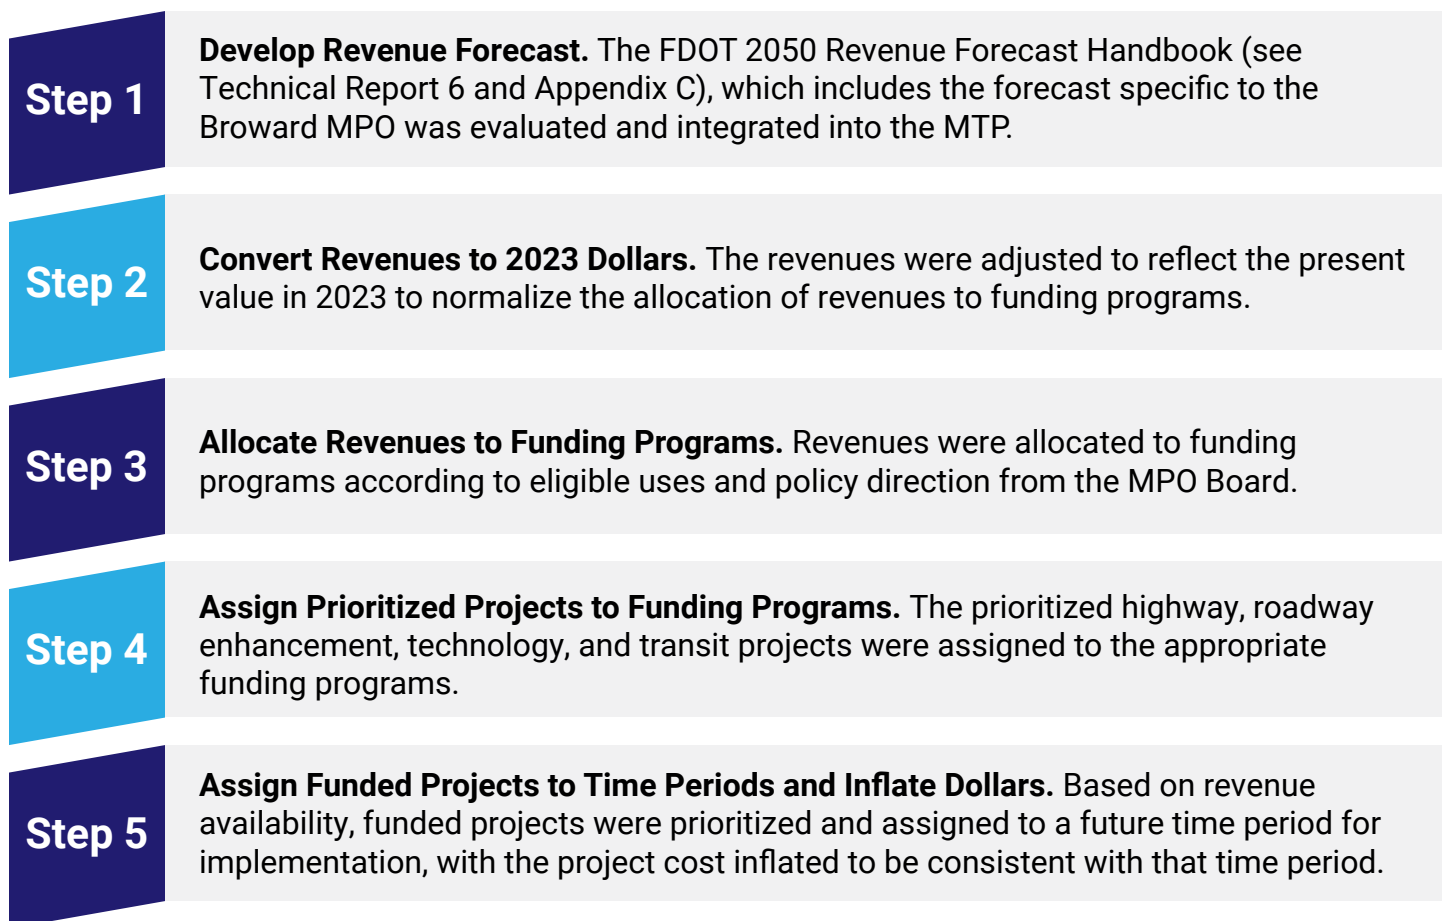 Step 1
Develop Revenue Forecast. The FDOT 2050 Revenue Forecast Handbook (see
Technical Report 6 and Appendix C), which includes the forecast specific to the
Broward MPO was evaluated and integrated into the MTP.
Step 2
Convert Revenues to 2023 Dollars. The revenues were adjusted to reflect the present
value in 2023 to normalize the allocation of revenues to funding programs.
Step 3
Allocate Revenues to Funding Programs. Revenues were allocated to funding
programs according to eligible uses and policy direction from the MPO Board.
Step 4
Assign Prioritized Projects to Funding Programs. The prioritized highway, roadway
enhancement, technology, and transit projects were assigned to the appropriate
funding programs.
Step 5
Assign Funded Projects to Time Periods and Inflate Dollars. Based on revenue
availability, funded projects were prioritized and assigned to a future time period for
implementation, with the project cost inflated to be consistent with that time period.